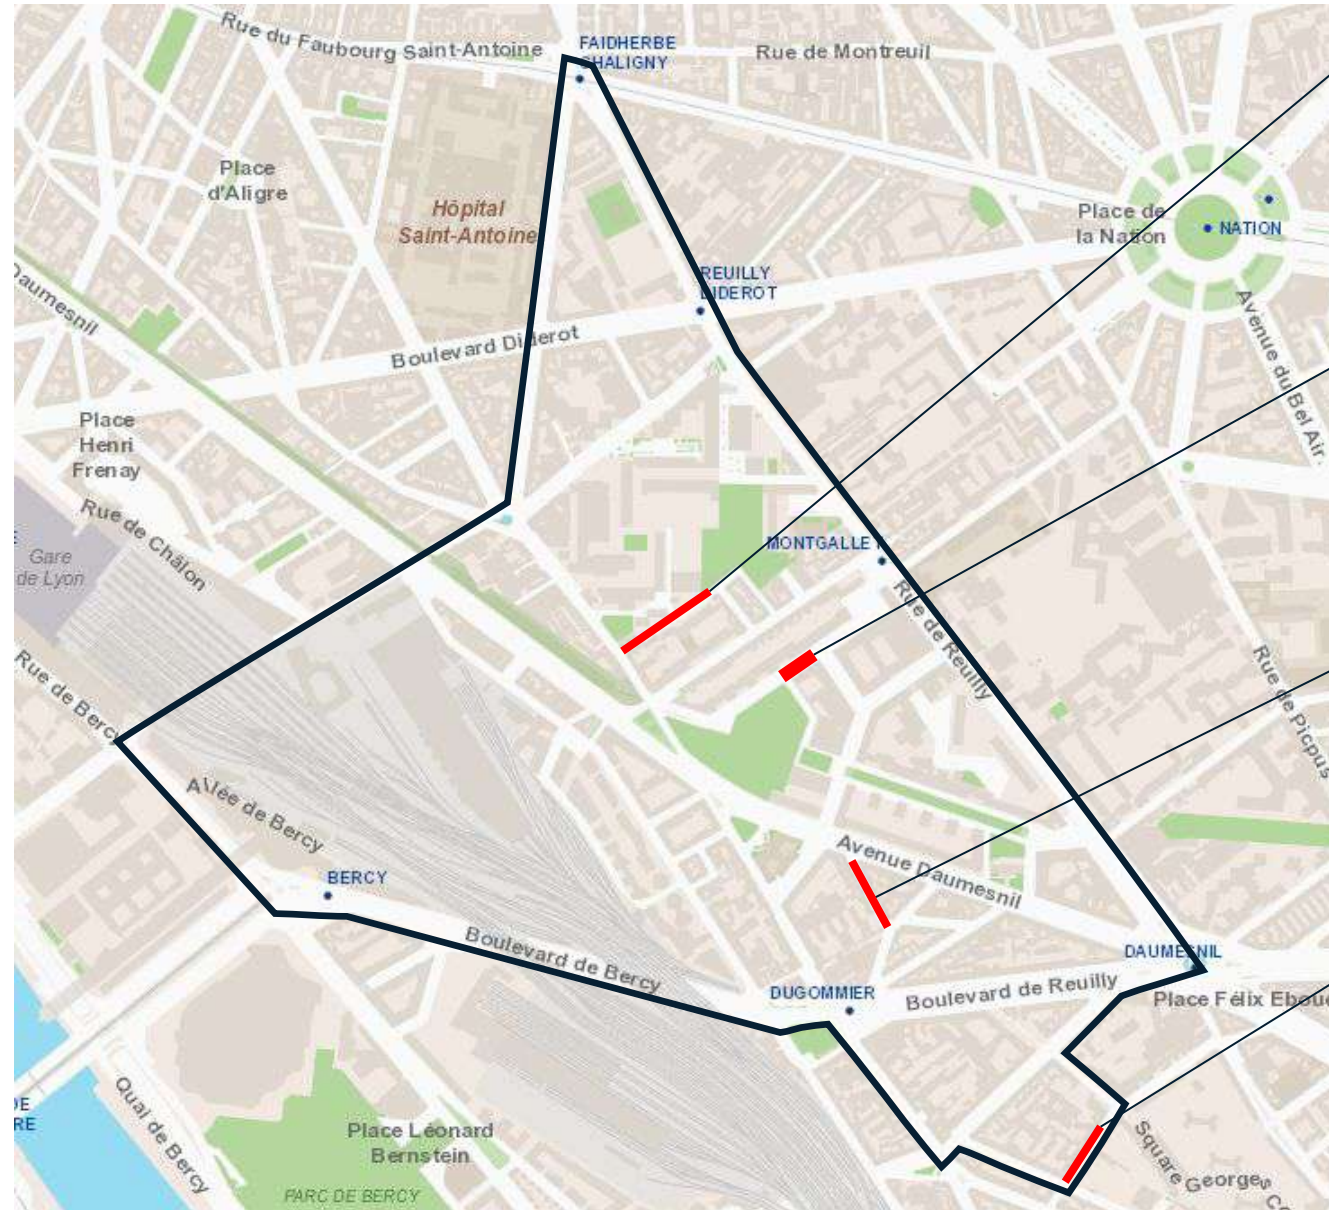 Rue du Faubourg Saint-Antoine
FAIDHERBE
CHALIGNY
Rue de Montreuil
Place
d'Aligre
Hôpital
Saint-Antoine
Place de
la Nation
NATION
Daumesnil
REUILLY
DIDEROT
Boulevard Diderot
Avenue du Bel Air
Place
Henri
Frenay
Rue de Châlon
Gare
de Lyon
MONTGALLET
Rue de Reuilly
Rue de Picpus
Rue de Bercy
Allée de Bercy
BERCY
Avenue Daumesnil
Boulevard de Bercy
DAUMESNIL
DUGOMMIER
Boulevard de Reuilly
Place Félix Eboué
DE
RE
Quai de Bercy
Place Léonard
Bernstein
PARC DE BERCY
Square Georges